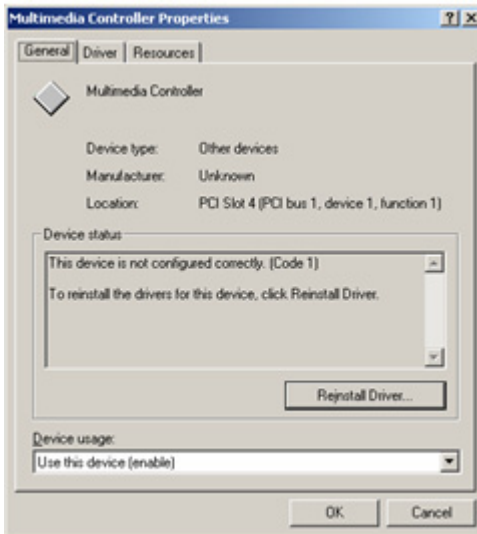 Multimedia Controller Properties
General Driver Resources
Multimedia Controller
Device type: Other devices
Manufacturer: Unknown
Location: PCI Slot 4 (PCI bus 1, device 1, function 1)
Device status
This device is not configured correctly. (Code 1)
To reinstall the drivers for this device, click Reinstall Driver.
Reinstall Driver...
Device usage:
Use this device (enable)
OK Cancel